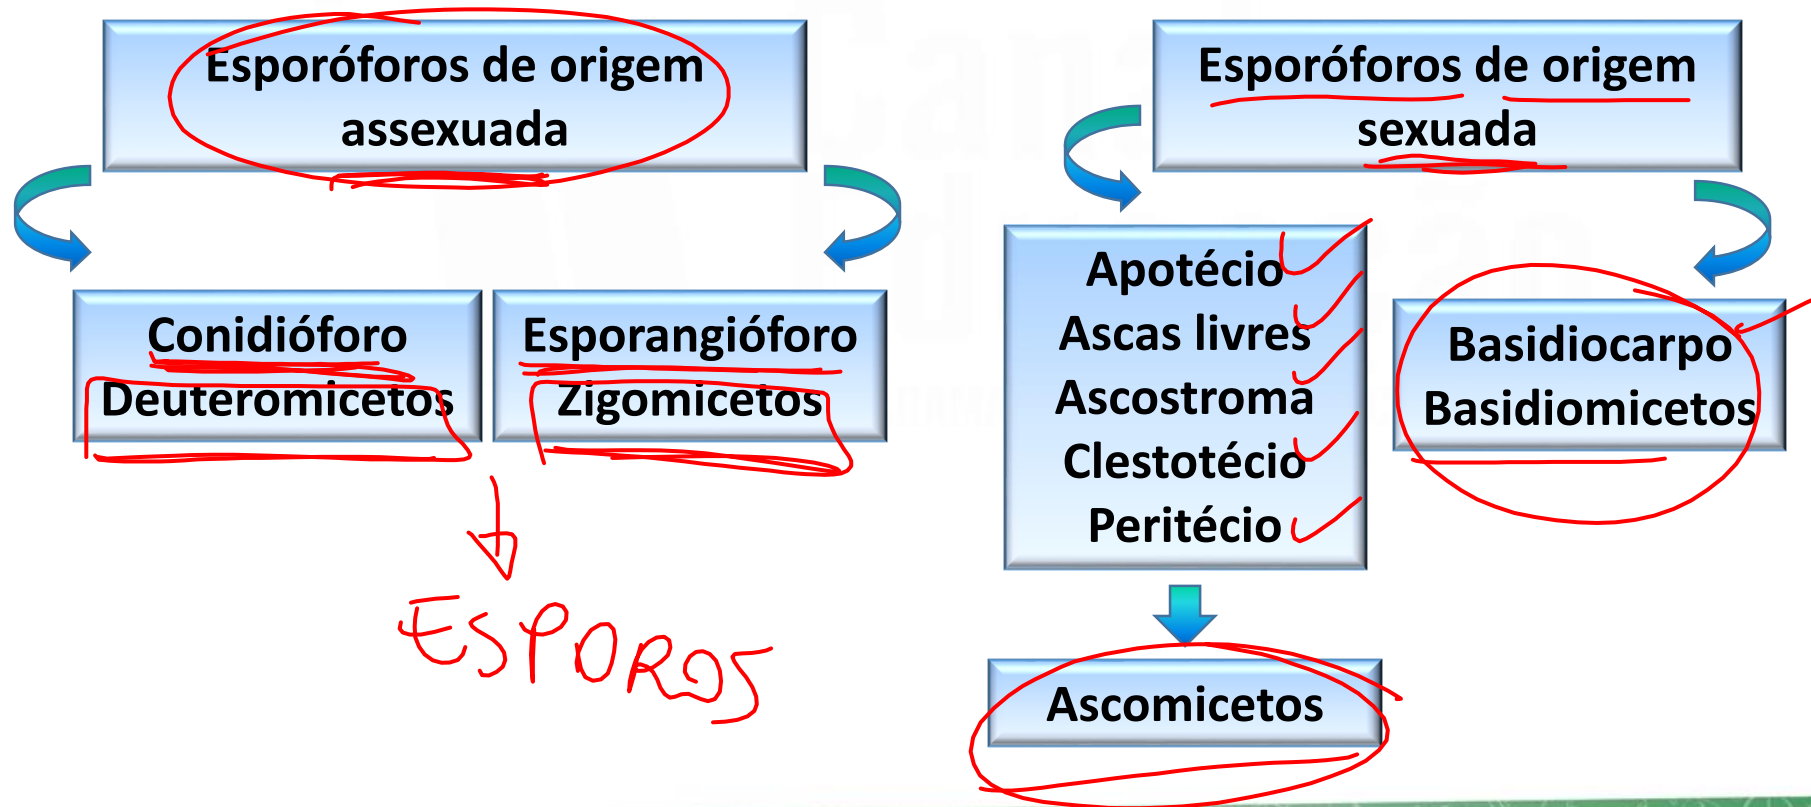 Esporóforos de origem
assexuada
Conidióforo
Deuteromicetos
Esporangióforo
Zigomicetos
ESPOROS
Esporóforos de origem
sexuada
Apotécio
Ascas livres
Ascostroma
Clestotécio
Peritécio
Ascomicetos
Basidiocarpo
Basidiomicetos